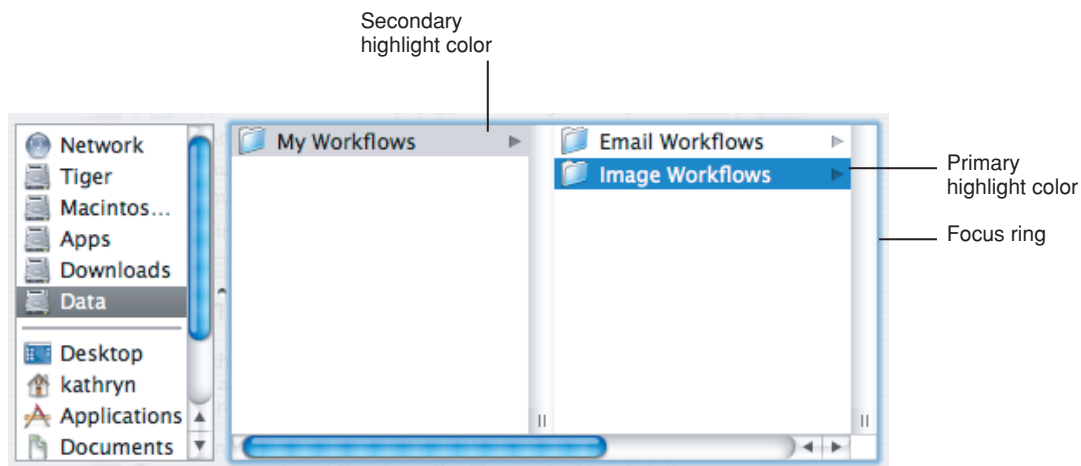 Secondary
highlight color
Network
Tiger
Macintos...
Apps
Downloads
Data
Desktop
kathryn
Applications
Documents
My Workflows
Email Workflows
Image Workflows
Primary
highlight color
Focus ring